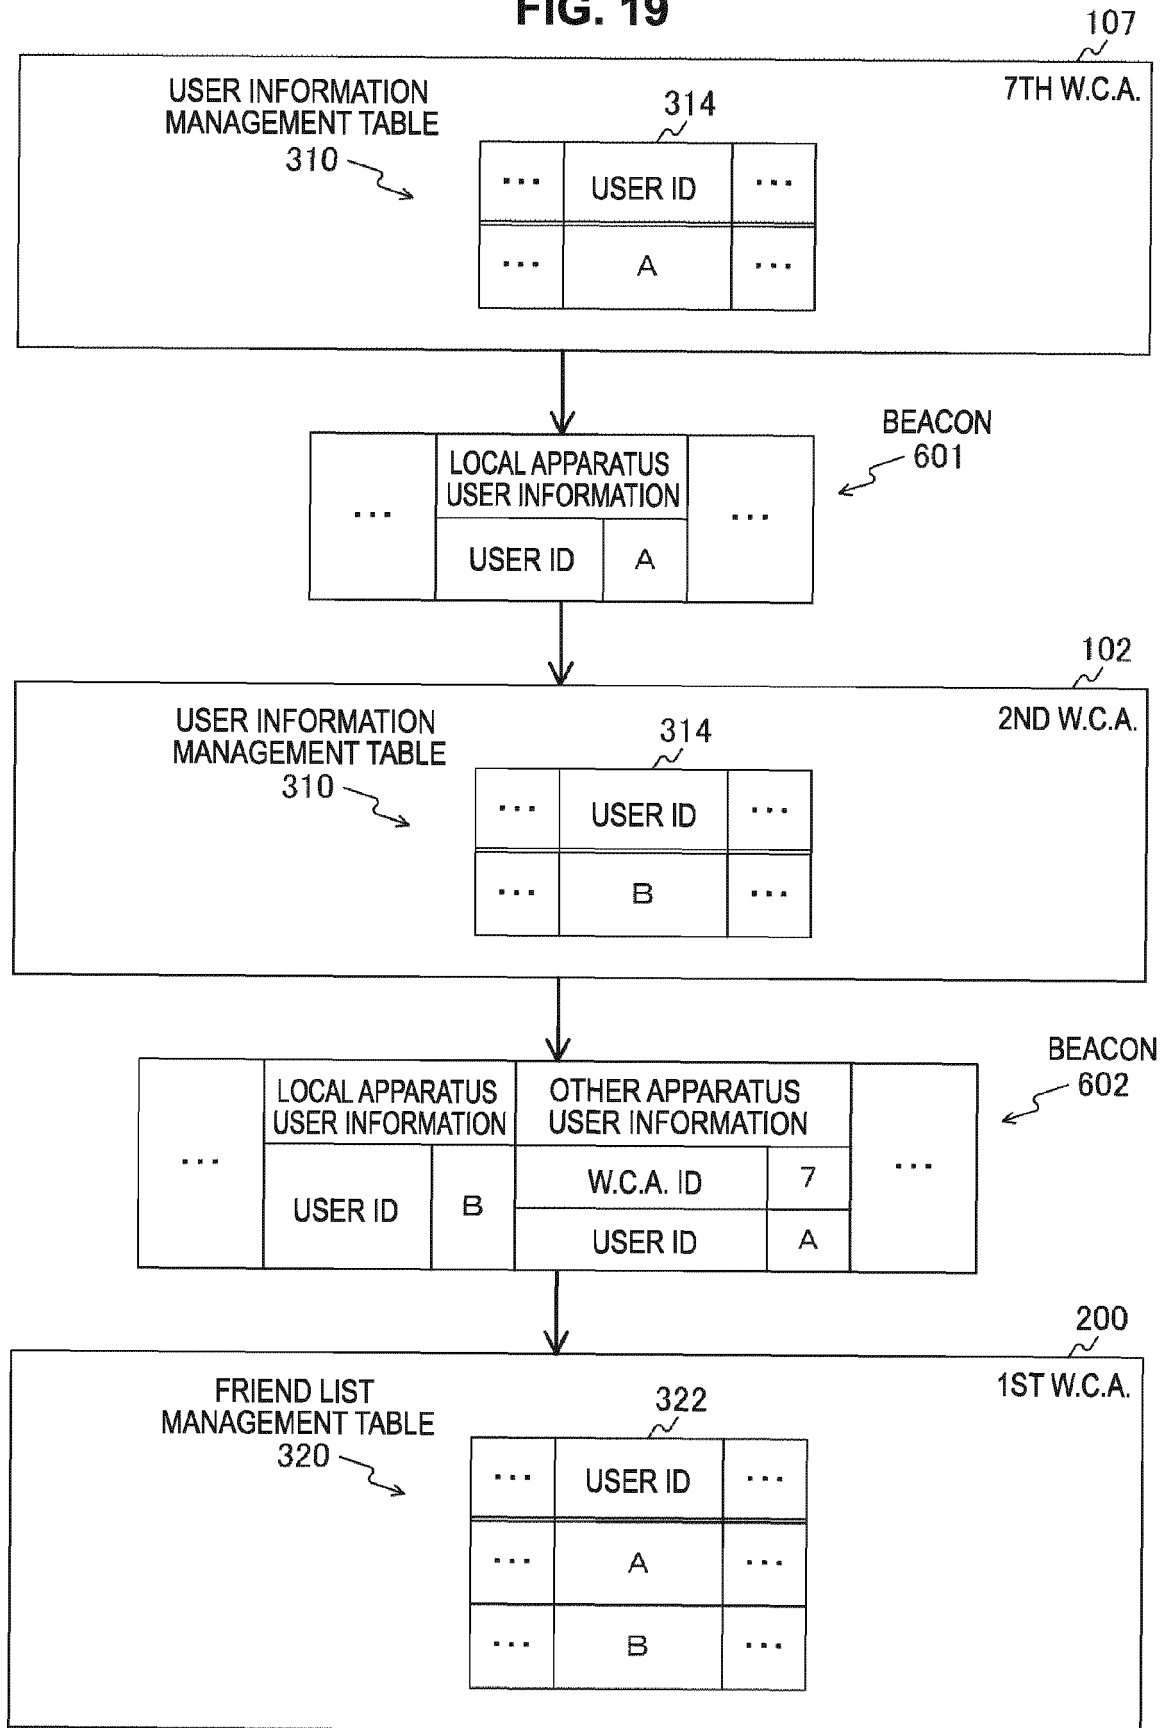 FIG. 19
107
7TH W.C.A.
USER INFORMATION
MANAGEMENT TABLE
310
314
... USER ID ...
... A ...
BEACON
601
... LOCAL APPARATUS
USER INFORMATION ...
USER ID A
102
2ND W.C.A.
USER INFORMATION
MANAGEMENT TABLE
310
314
... USER ID ...
... B ...
BEACON
602
LOCAL APPARATUS
USER INFORMATION
OTHER APPARATUS
USER INFORMATION
...
USER ID B
W.C.A. ID 7
USER ID A
...
200
1ST W.C.A.
FRIEND LIST
MANAGEMENT TABLE
320
322
... USER ID ...
... A ...
... B ...